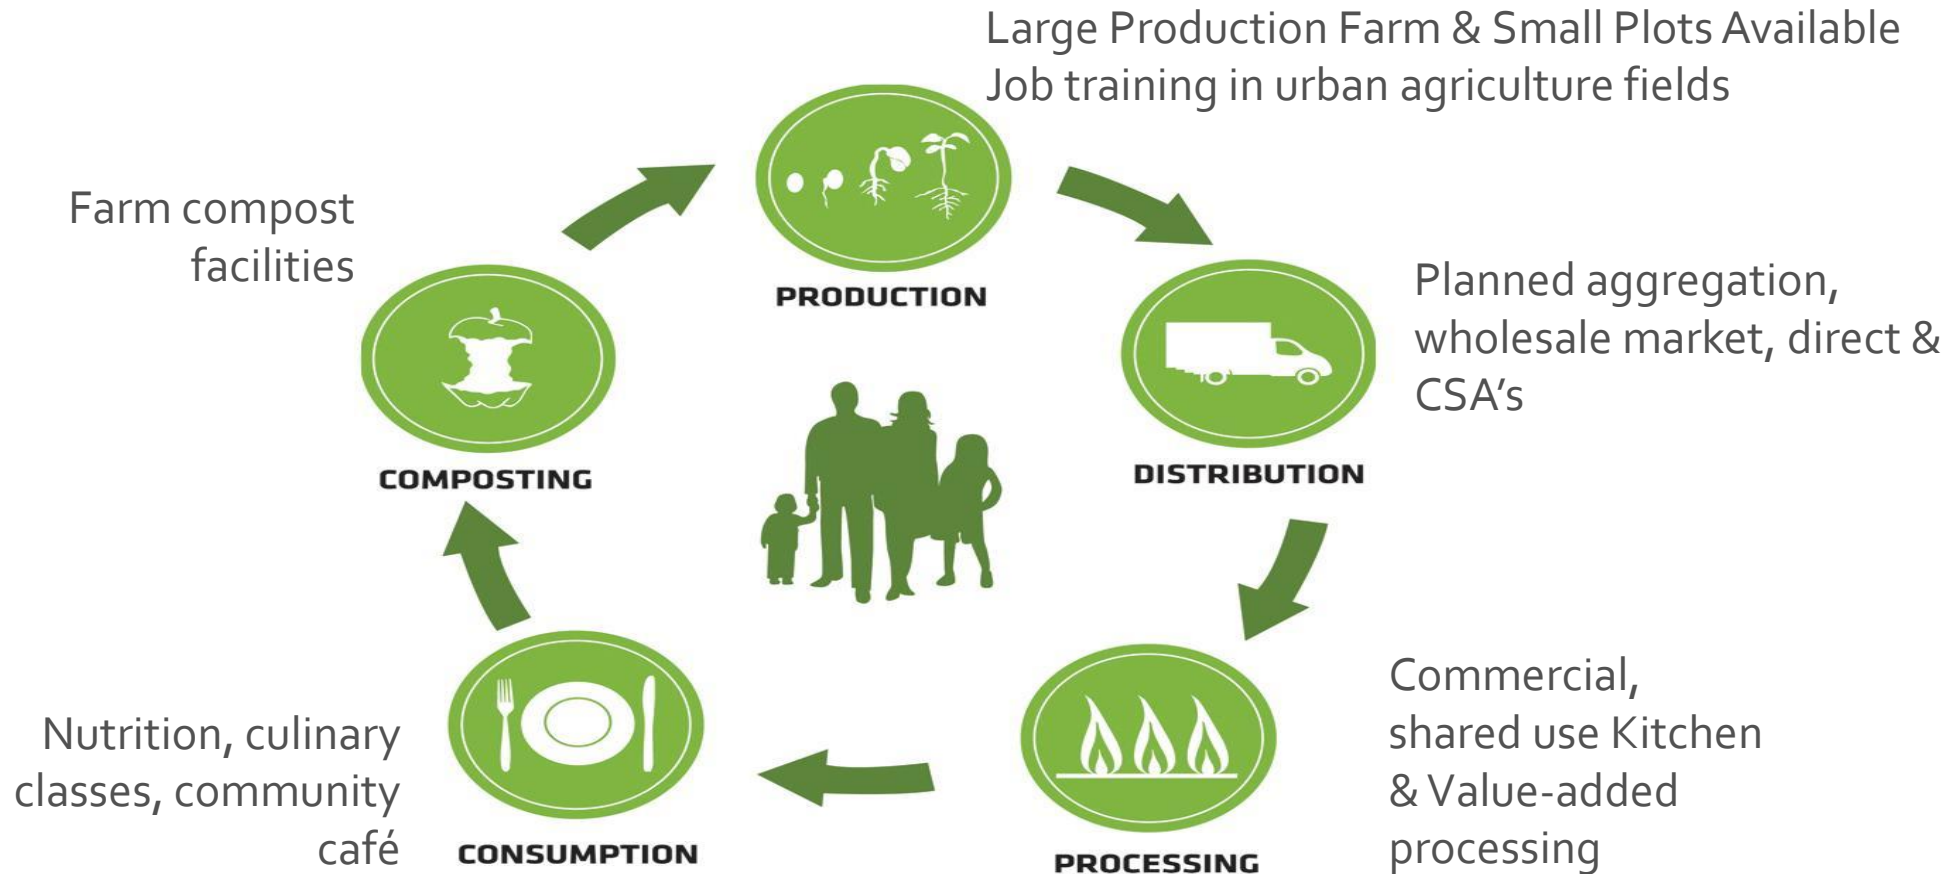 Large Production Farm & Small Plots Available
Job training in urban agriculture fields
PRODUCTION
Planned aggregation,
wholesale market, direct &
CSA's
DISTRIBUTION
Commercial,
shared use Kitchen
& Value-added
processing
PROCESSING
Nutrition, culinary
classes, community
café
CONSUMPTION
Farm compost
facilities
COMPOSTING